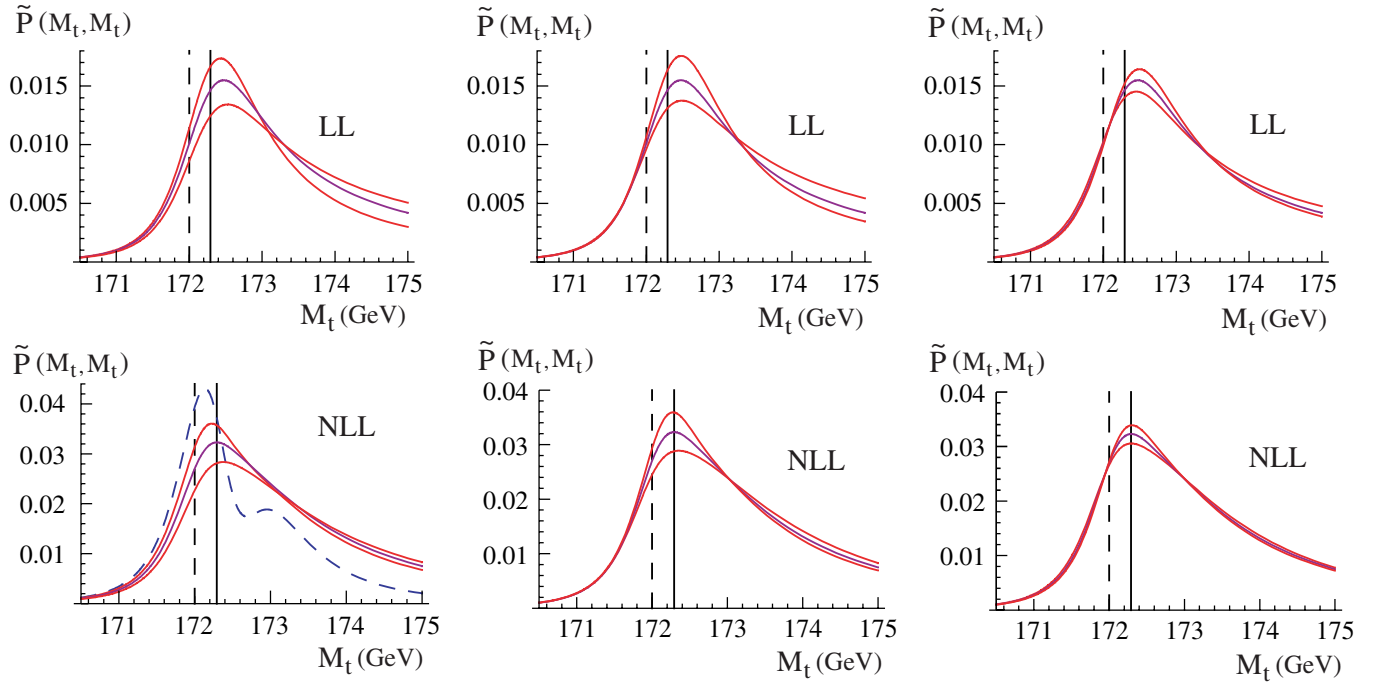 P̃ (M_t, M_t) P̃ (M_t, M_t) P̃ (M_t, M_t)
0.015 0.015 0.015
LL LL LL
0.010 0.010 0.010
0.005 0.005 0.005
171 172 173 174 175 171 172 173 174 175 171 172 173 174 175
M_t (GeV) M_t (GeV) M_t (GeV)
P̃ (M_t, M_t) P̃ (M_t, M_t) P̃ (M_t, M_t)
0.04 0.04 0.04
NLL NLL NLL
0.03 0.03 0.03
0.02 0.02 0.02
0.01 0.01 0.01
171 172 173 174 175 171 172 173 174 175 171 172 173 174 175
M_t (GeV) M_t (GeV) M_t (GeV)